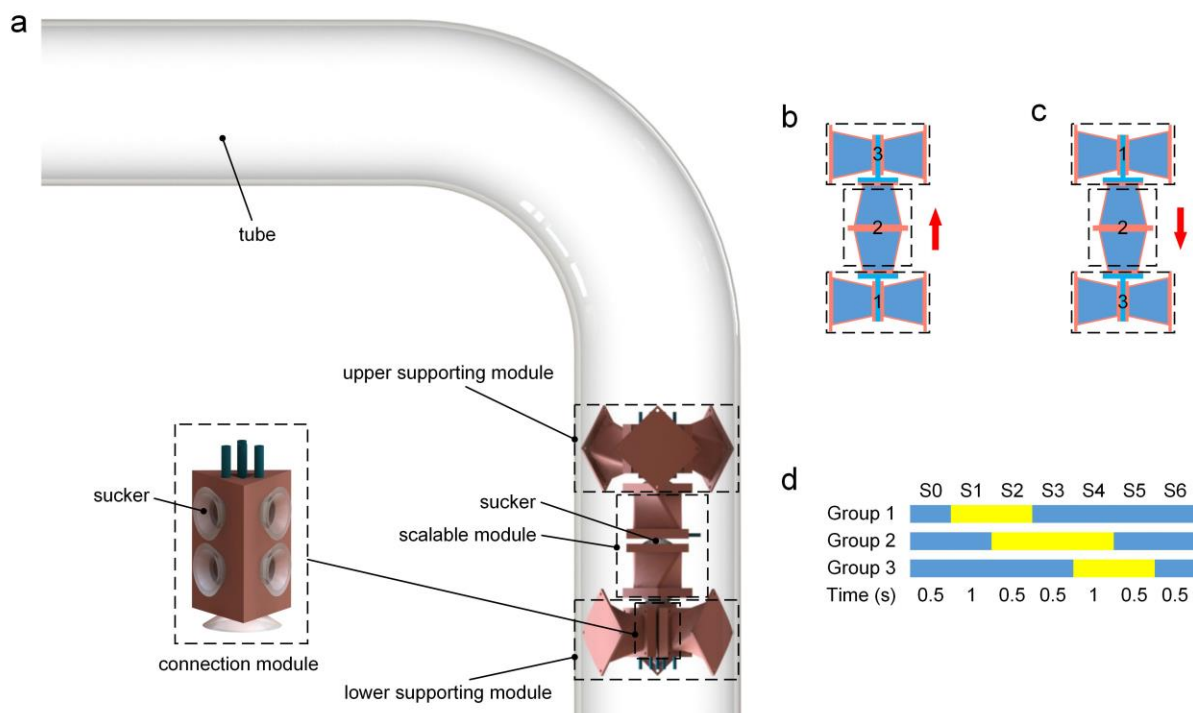 a
tube
upper supporting module
sucker
scalable module
lower supporting module
sucker
connection module
b
3
2
1
c
1
2
3
d
S0 S1 S2 S3 S4 S5 S6
Group 1
Group 2
Group 3
Time (s) 0.5 1 0.5 0.5 1 0.5 0.5